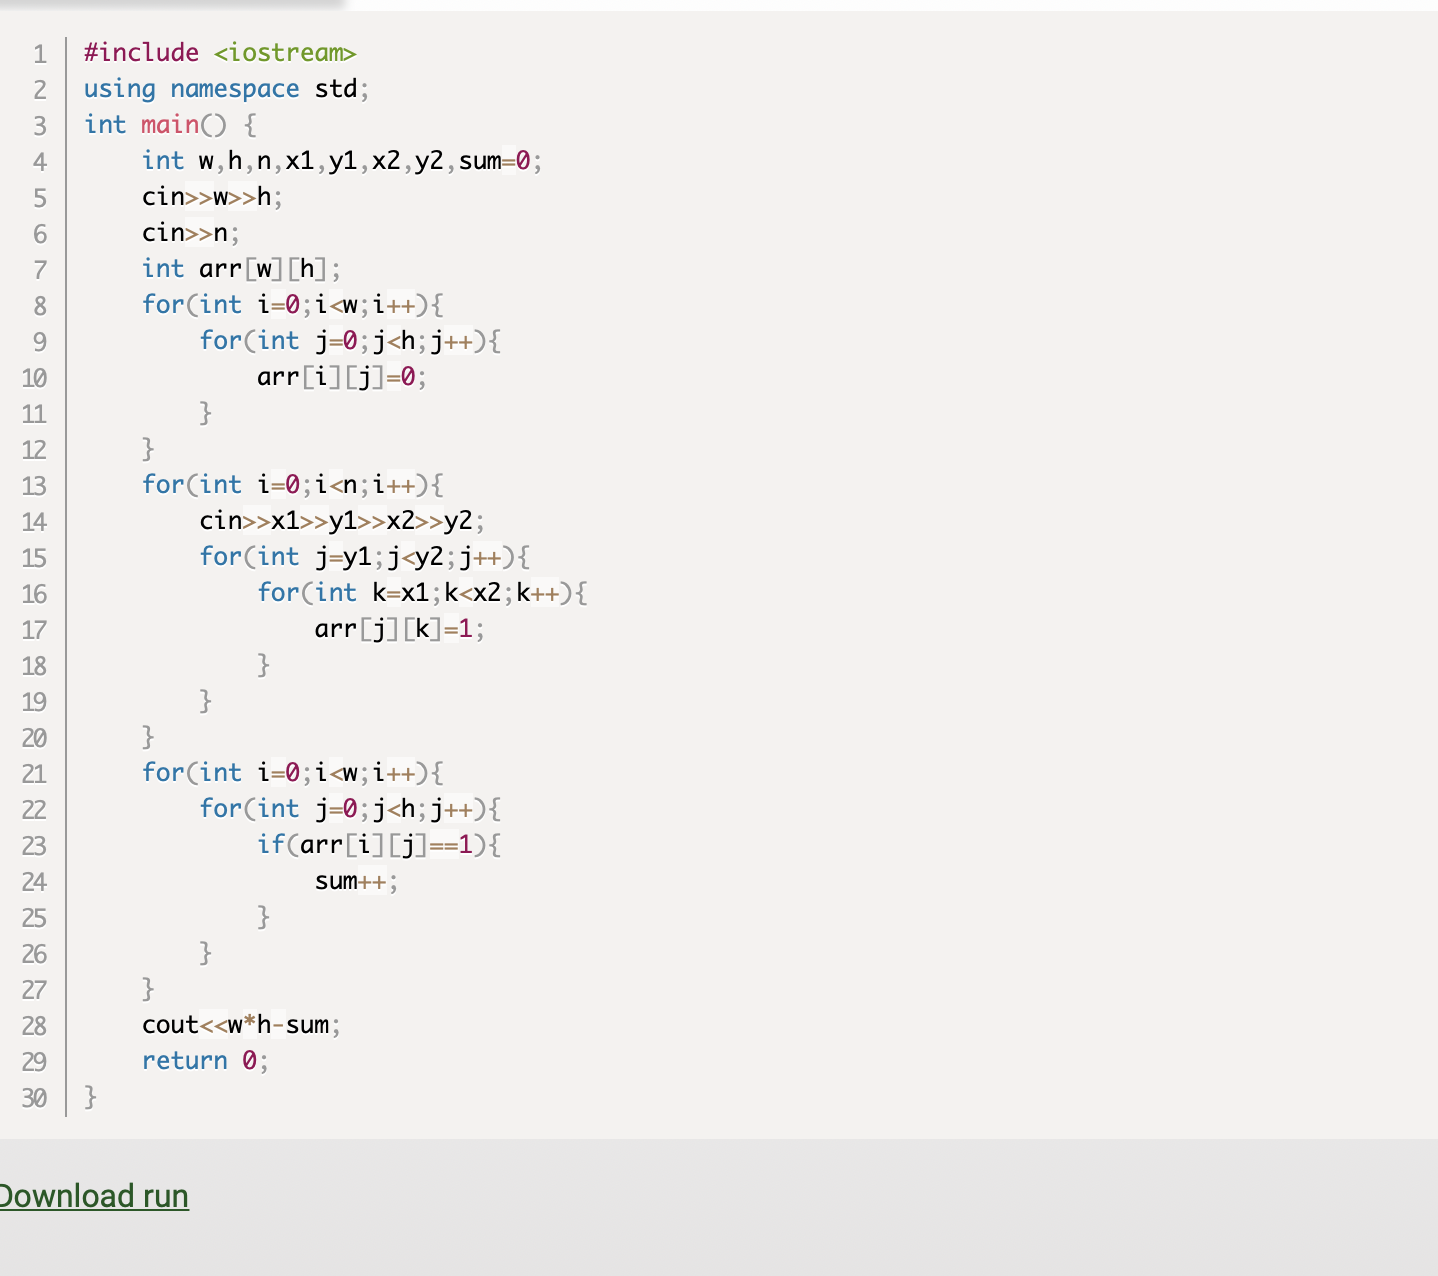 1 #include <iostream>
2 using namespace std;
3 int main() {
4     int w,h,n,x1,y1,x2,y2,sum=0;
5     cin>>w>>h;
6     cin>>n;
7     int arr[w][h];
8     for(int i=0;i<w;i++){
9         for(int j=0;j<h;j++){
10             arr[i][j]=0;
11         }
12     }
13     for(int i=0;i<n;i++){
14         cin>>x1>>y1>>x2>>y2;
15         for(int j=y1;j<y2;j++){
16             for(int k=x1;k<x2;k++){
17                 arr[j][k]=1;
18             }
19         }
20     }
21     for(int i=0;i<w;i++){
22         for(int j=0;j<h;j++){
23             if(arr[i][j]==1){
24                 sum++;
25             }
26         }
27     }
28     cout<<w*h-sum;
29     return 0;
30 }
Download run